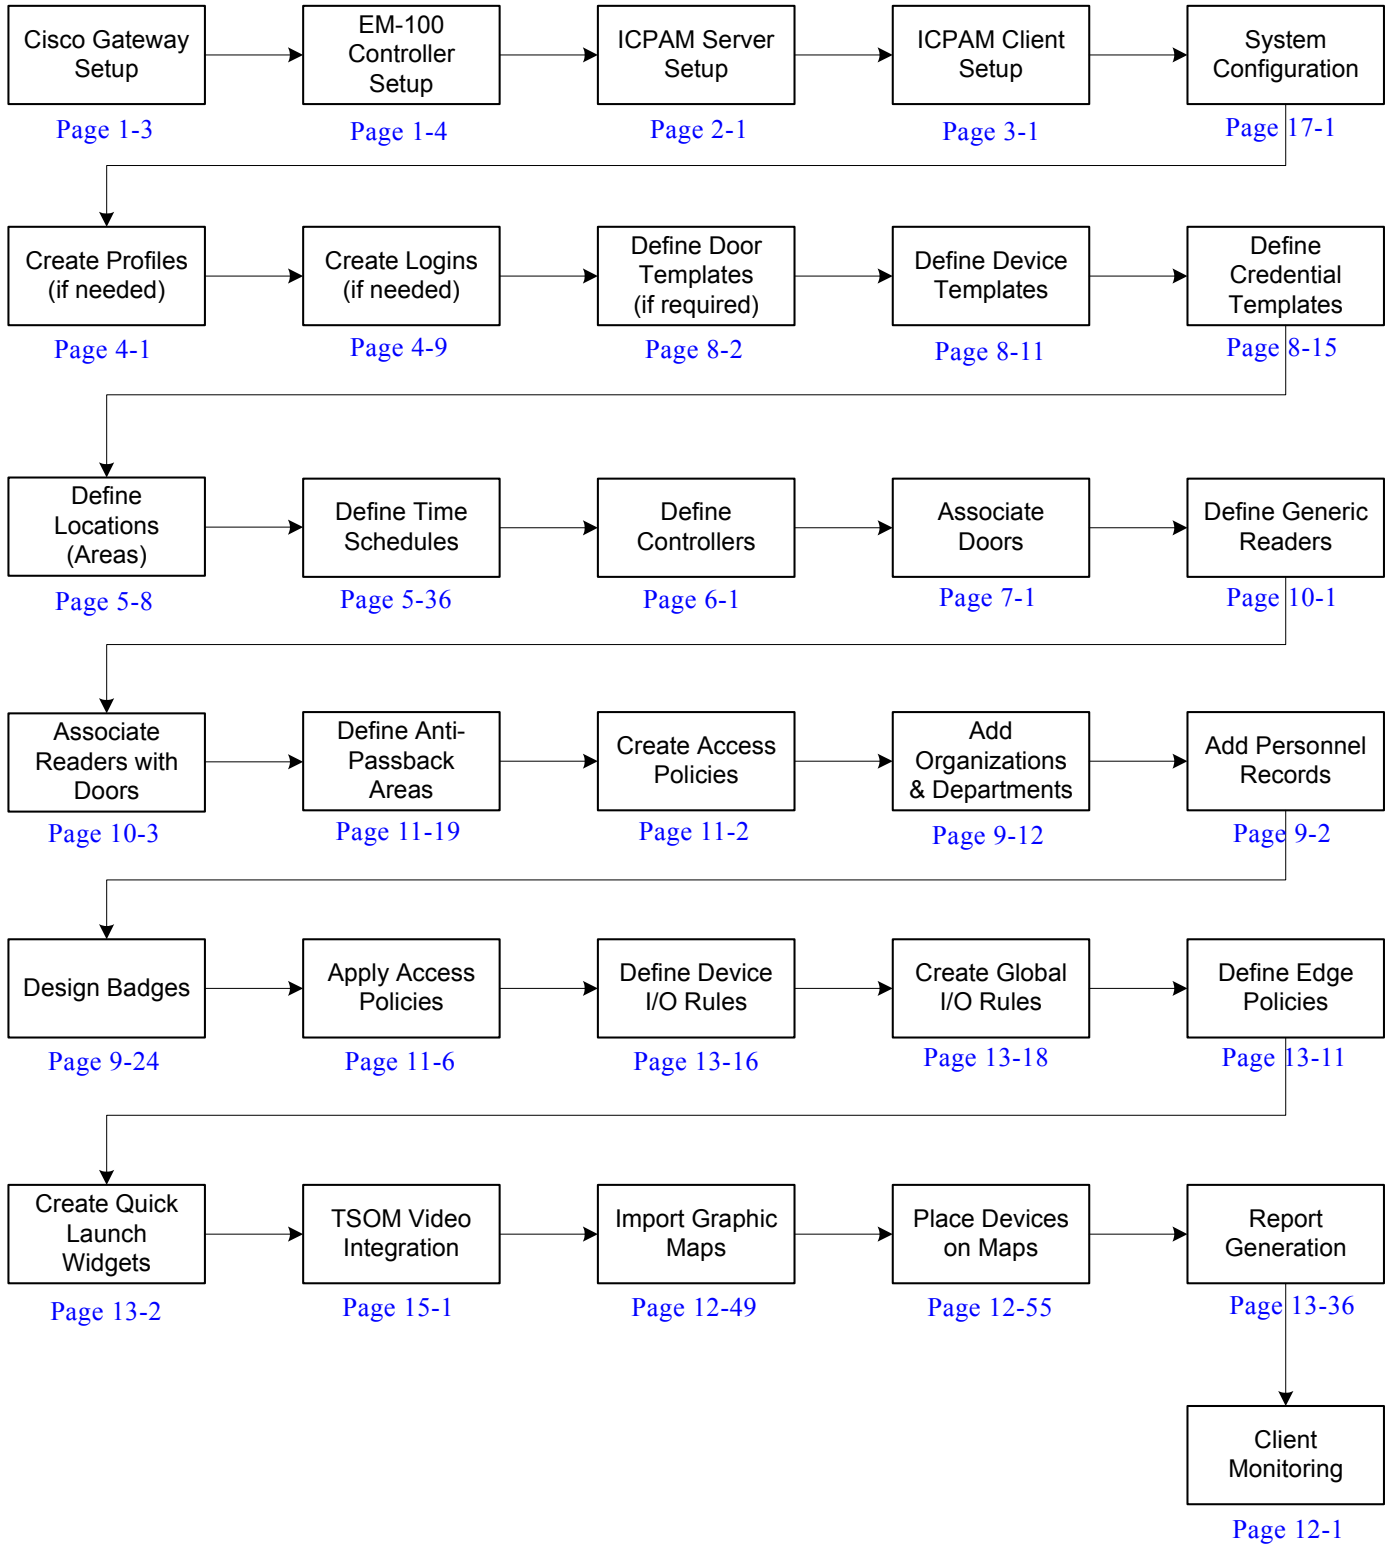 Cisco Gateway
Setup
Page 1-3
EM-100
Controller
Setup
Page 1-4
ICPAM Server
Setup
Page 2-1
ICPAM Client
Setup
Page 3-1
System
Configuration
Page 17-1
Create Profiles
(if needed)
Page 4-1
Create Logins
(if needed)
Page 4-9
Define Door
Templates
(if required)
Page 8-2
Define Device
Templates
Page 8-11
Define
Credential
Templates
Page 8-15
Define
Locations
(Areas)
Page 5-8
Define Time
Schedules
Page 5-36
Define
Controllers
Page 6-1
Associate
Doors
Page 7-1
Define Generic
Readers
Page 10-1
Associate
Readers with
Doors
Page 10-3
Define Anti-
Passback
Areas
Page 11-19
Create Access
Policies
Page 11-2
Add
Organizations
& Departments
Page 9-12
Add Personnel
Records
Page 9-2
Design Badges
Page 9-24
Apply Access
Policies
Page 11-6
Define Device
I/O Rules
Page 13-16
Create Global
I/O Rules
Page 13-18
Define Edge
Policies
Page 13-11
Create Quick
Launch
Widgets
Page 13-2
TSOM Video
Integration
Page 15-1
Import Graphic
Maps
Page 12-49
Place Devices
on Maps
Page 12-55
Report
Generation
Page 13-36
Client
Monitoring
Page 12-1